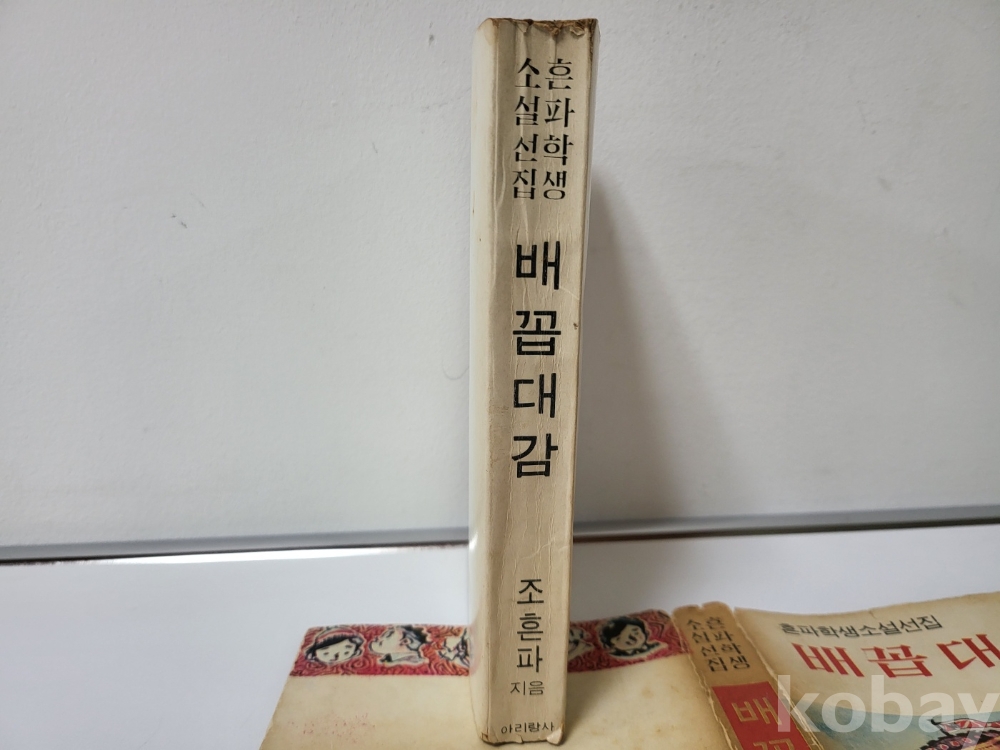 흔파학생
소설선집
배꼽대감
조흔파
지음
아리랑사
흔파학생
소설선집
배꼽
흔파학생소설선집
배꼽대
kobay